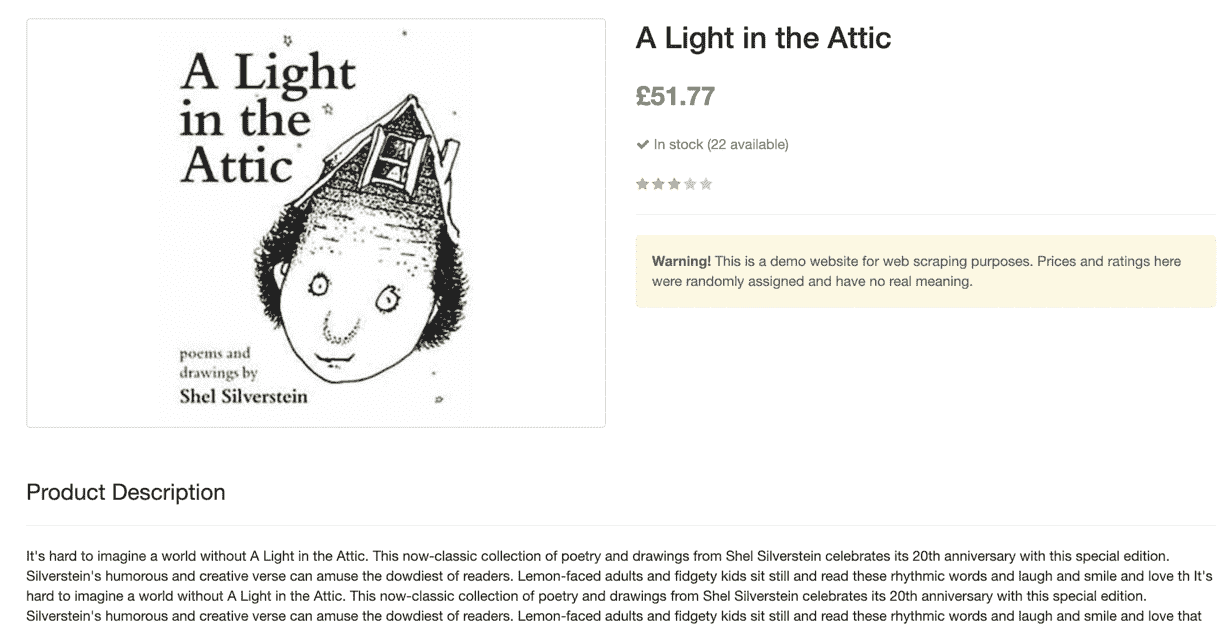 A Light
in the
Attic
poems and
drawings by
Shel Silverstein
A Light in the Attic
£51.77
In stock (22 available)
Warning! This is a demo website for web scraping purposes. Prices and ratings here
were randomly assigned and have no real meaning.
Product Description
It's hard to imagine a world without A Light in the Attic. This now-classic collection of poetry and drawings from Shel Silverstein celebrates its 20th anniversary with this special edition.
Silverstein's humorous and creative verse can amuse the dowdiest of readers. Lemon-faced adults and fidgety kids sit still and read these rhythmic words and laugh and smile and love th It's
hard to imagine a world without A Light in the Attic. This now-classic collection of poetry and drawings from Shel Silverstein celebrates its 20th anniversary with this special edition.
Silverstein's humorous and creative verse can amuse the dowdiest of readers. Lemon-faced adults and fidgety kids sit still and read these rhythmic words and laugh and smile and love that